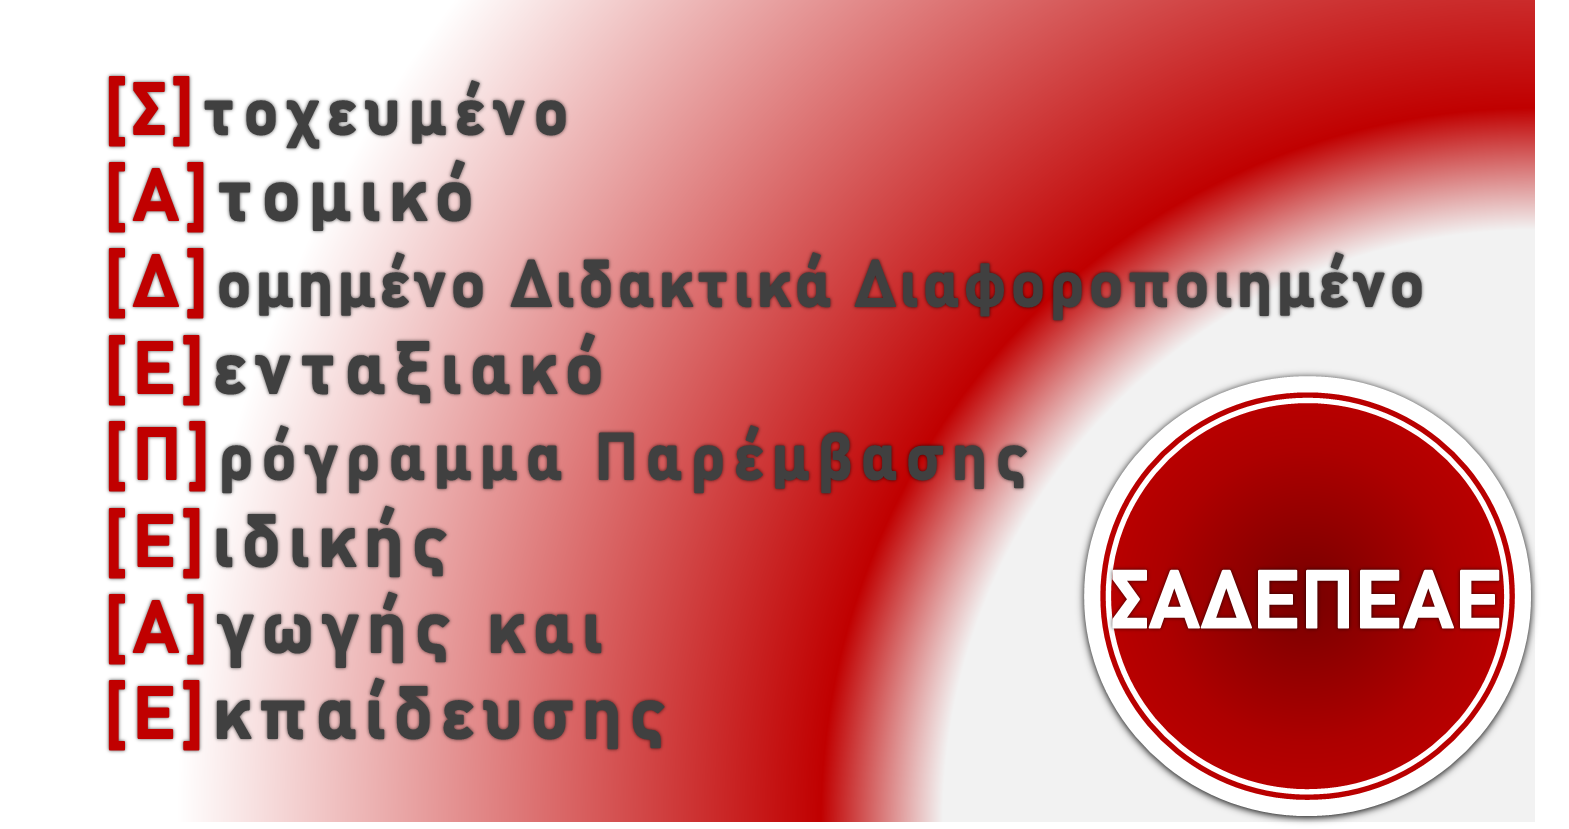 [Σ]τοχευμένο
[Α]τομικό
[Δ]ομημένο Διδακτικά Διαφοροποιημένο
[Ε]ενταξιακό
[Π]ρόγραμμα Παρέμβασης
[Ε]ιδικής
[Α]γωγής και
[Ε]κπαίδευσης
ΣΑΔΕΠΕΑΕ